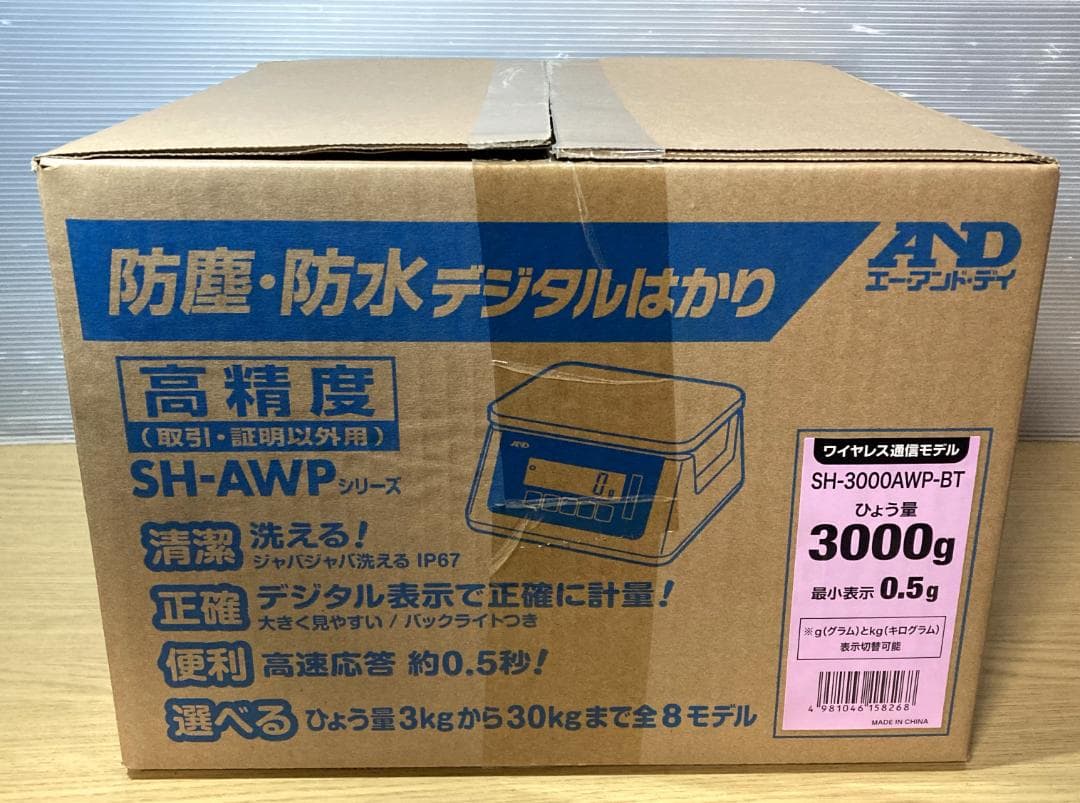 防塵・防水デジタルはかり
AND
エー・アンド・デイ
高精度
(取引・証明以外用)
SH-AWPシリーズ
AND
0g
清潔 洗える!
ジャバジャバ洗える IP67
正確 デジタル表示で正確に計量!
大きく見やすい / バックライトつき
便利 高速応答 約0.5秒!
選べる ひょう量3kgから30kgまで全8モデル
ワイヤレス通信モデル
SH-3000AWP-BT
ひょう量
3000g
最小表示 0.5g
※g(グラム)とkg(キログラム)
表示切替可能
4 981046 158268
MADE IN CHINA